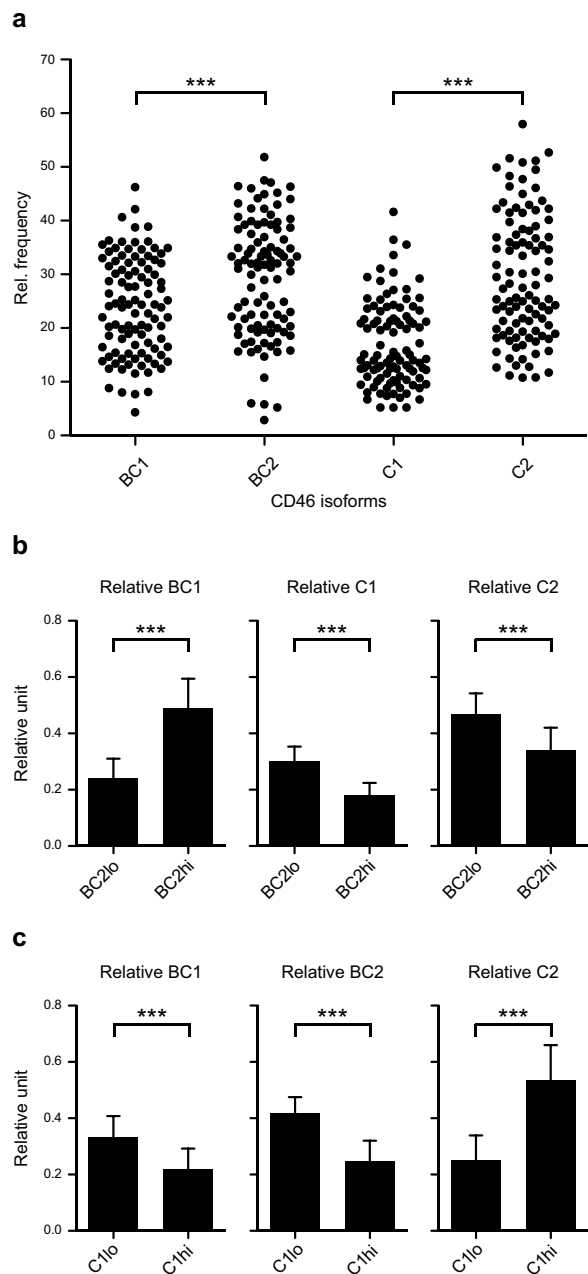 a
70
60
50
40
30
20
10
0
Rel. frequency
***
***
BC1
BC2
C1
C2
CD46 isoforms
b
Relative BC1
Relative C1
Relative C2
0.8
0.6
0.4
0.2
0.0
Relative unit
***
***
***
BC2lo
BC2hi
BC2lo
BC2hi
BC2lo
BC2hi
c
Relative BC1
Relative BC2
Relative C2
0.8
0.6
0.4
0.2
0.0
Relative unit
***
***
***
C1lo
C1hi
C1lo
C1hi
C1lo
C1hi